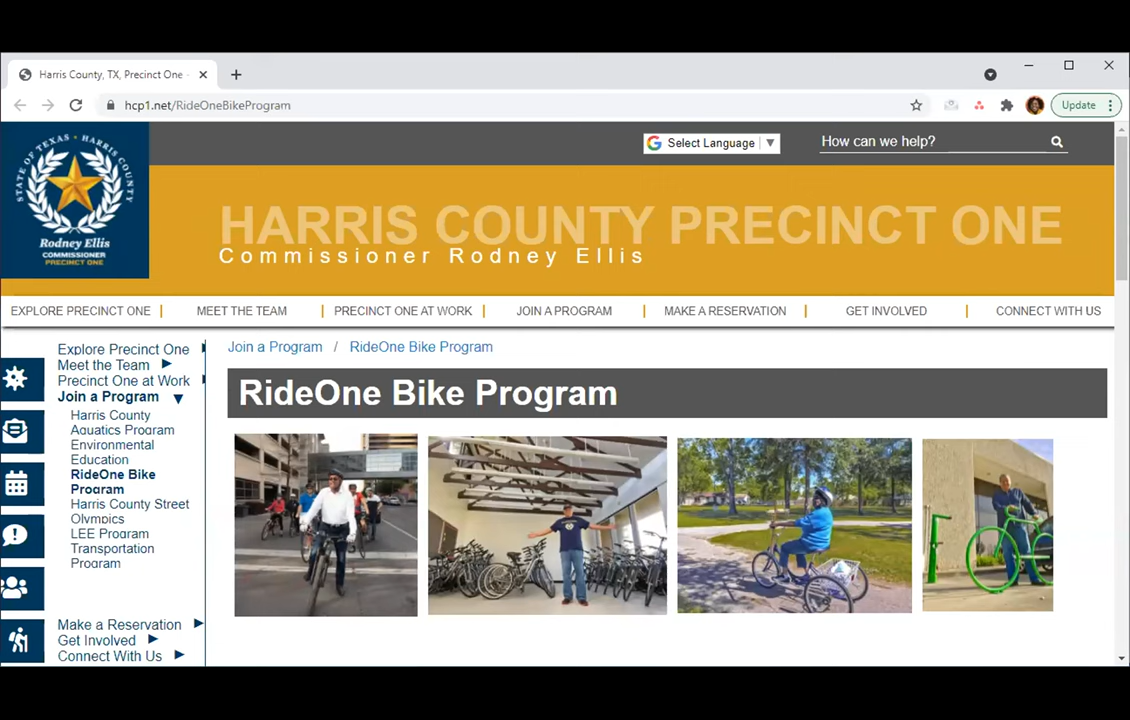 Harris County, TX, Precinct One -
hcp1.net/RideOneBikeProgram
Update
STATE OF TEXAS • HARRIS COUNTY
Rodney Ellis
COMMISSIONER
PRECINCT ONE
Select Language
How can we help?
HARRIS COUNTY PRECINCT ONE
Commissioner Rodney Ellis
EXPLORE PRECINCT ONE
MEET THE TEAM
PRECINCT ONE AT WORK
JOIN A PROGRAM
MAKE A RESERVATION
GET INVOLVED
CONNECT WITH US
Explore Precinct One
Meet the Team
Precinct One at Work
Join a Program
Harris County
Aquatics Program
Environmental
Education
RideOne Bike
Program
Harris County Street
Olympics
LEE Program
Transportation
Program
Make a Reservation
Get Involved
Connect With Us
Join a Program / RideOne Bike Program
RideOne Bike Program